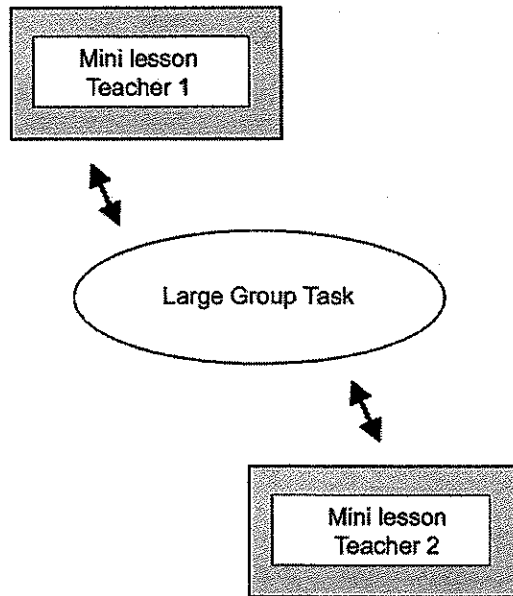 Mini lesson
Teacher 1
Large Group Task
Mini lesson
Teacher 2